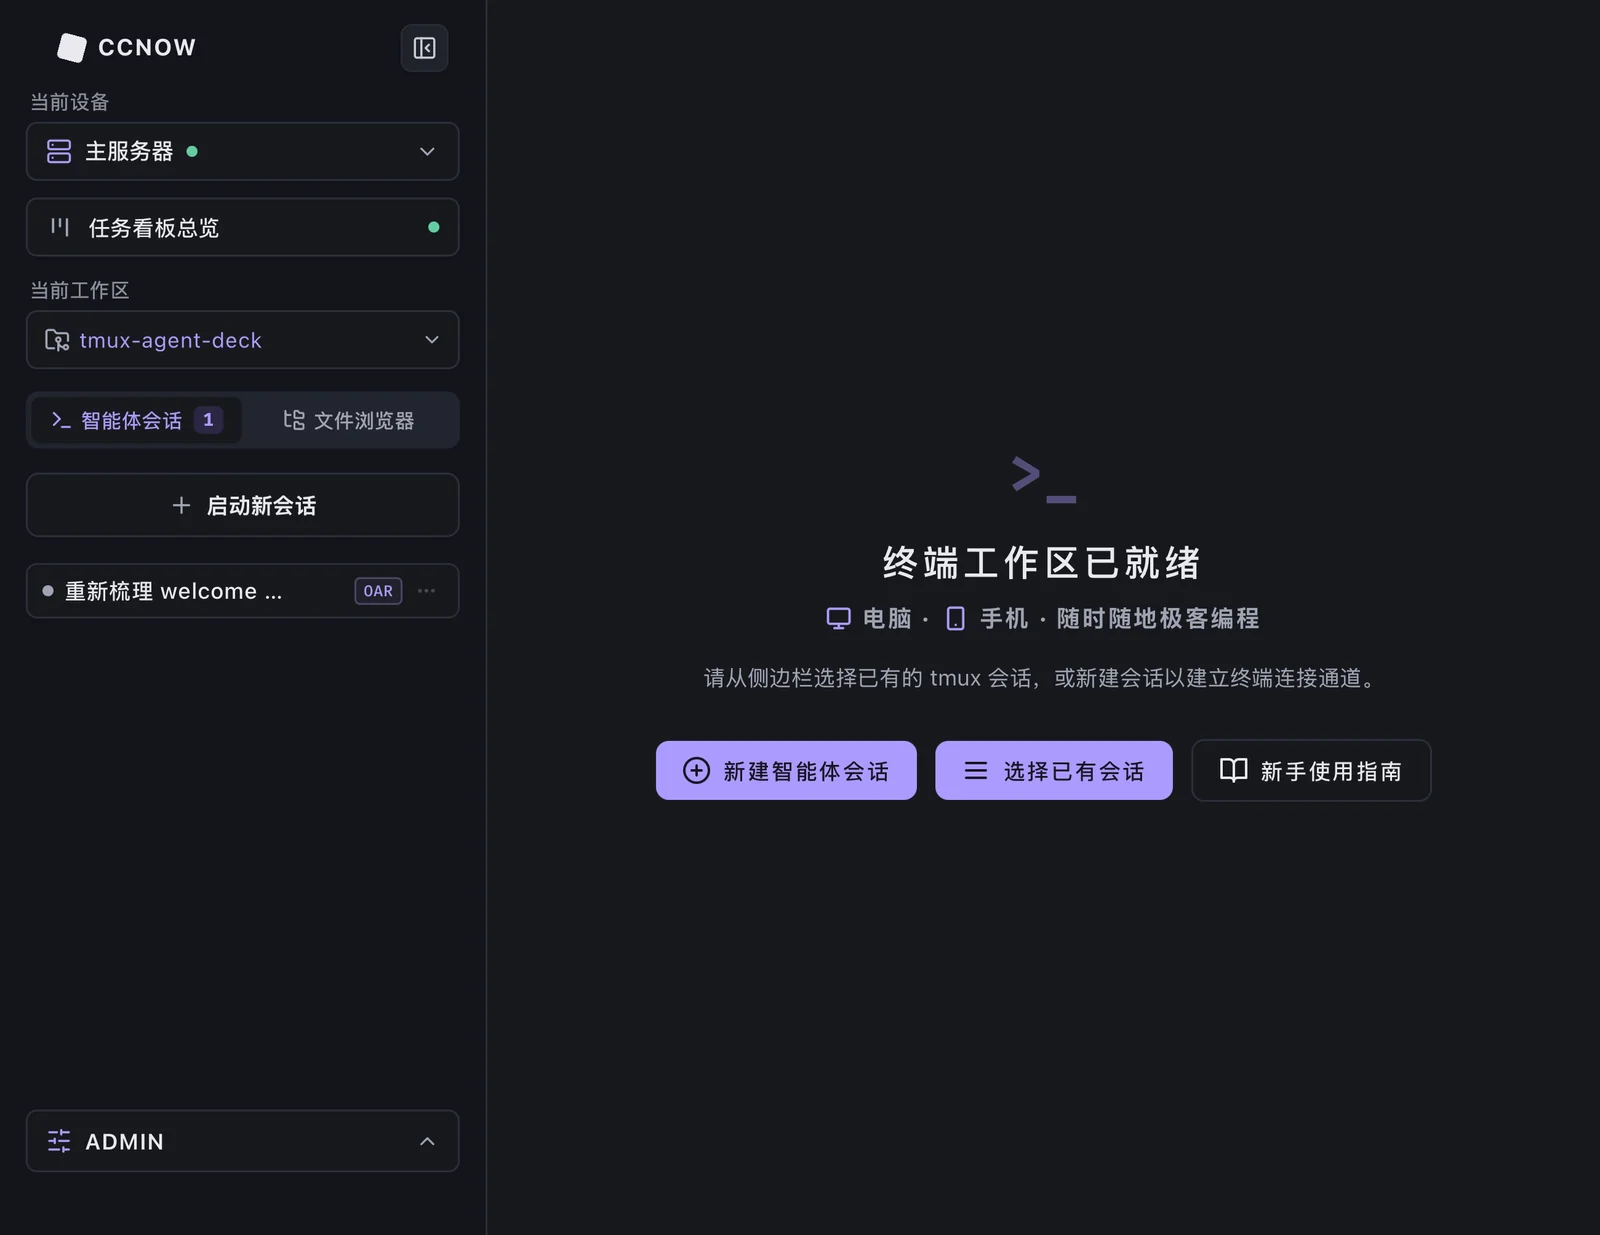 CCNOW
当前设备
主服务器
任务看板总览
当前工作区
tmux-agent-deck
智能体会话 1
文件浏览器
启动新会话
重新梳理 welcome ...
OAR
ADMIN
>_
终端工作区已就绪
电脑 · 手机 · 随时随地极客编程
请从侧边栏选择已有的 tmux 会话，或新建会话以建立终端连接通道。
新建智能体会话
选择已有会话
新手使用指南